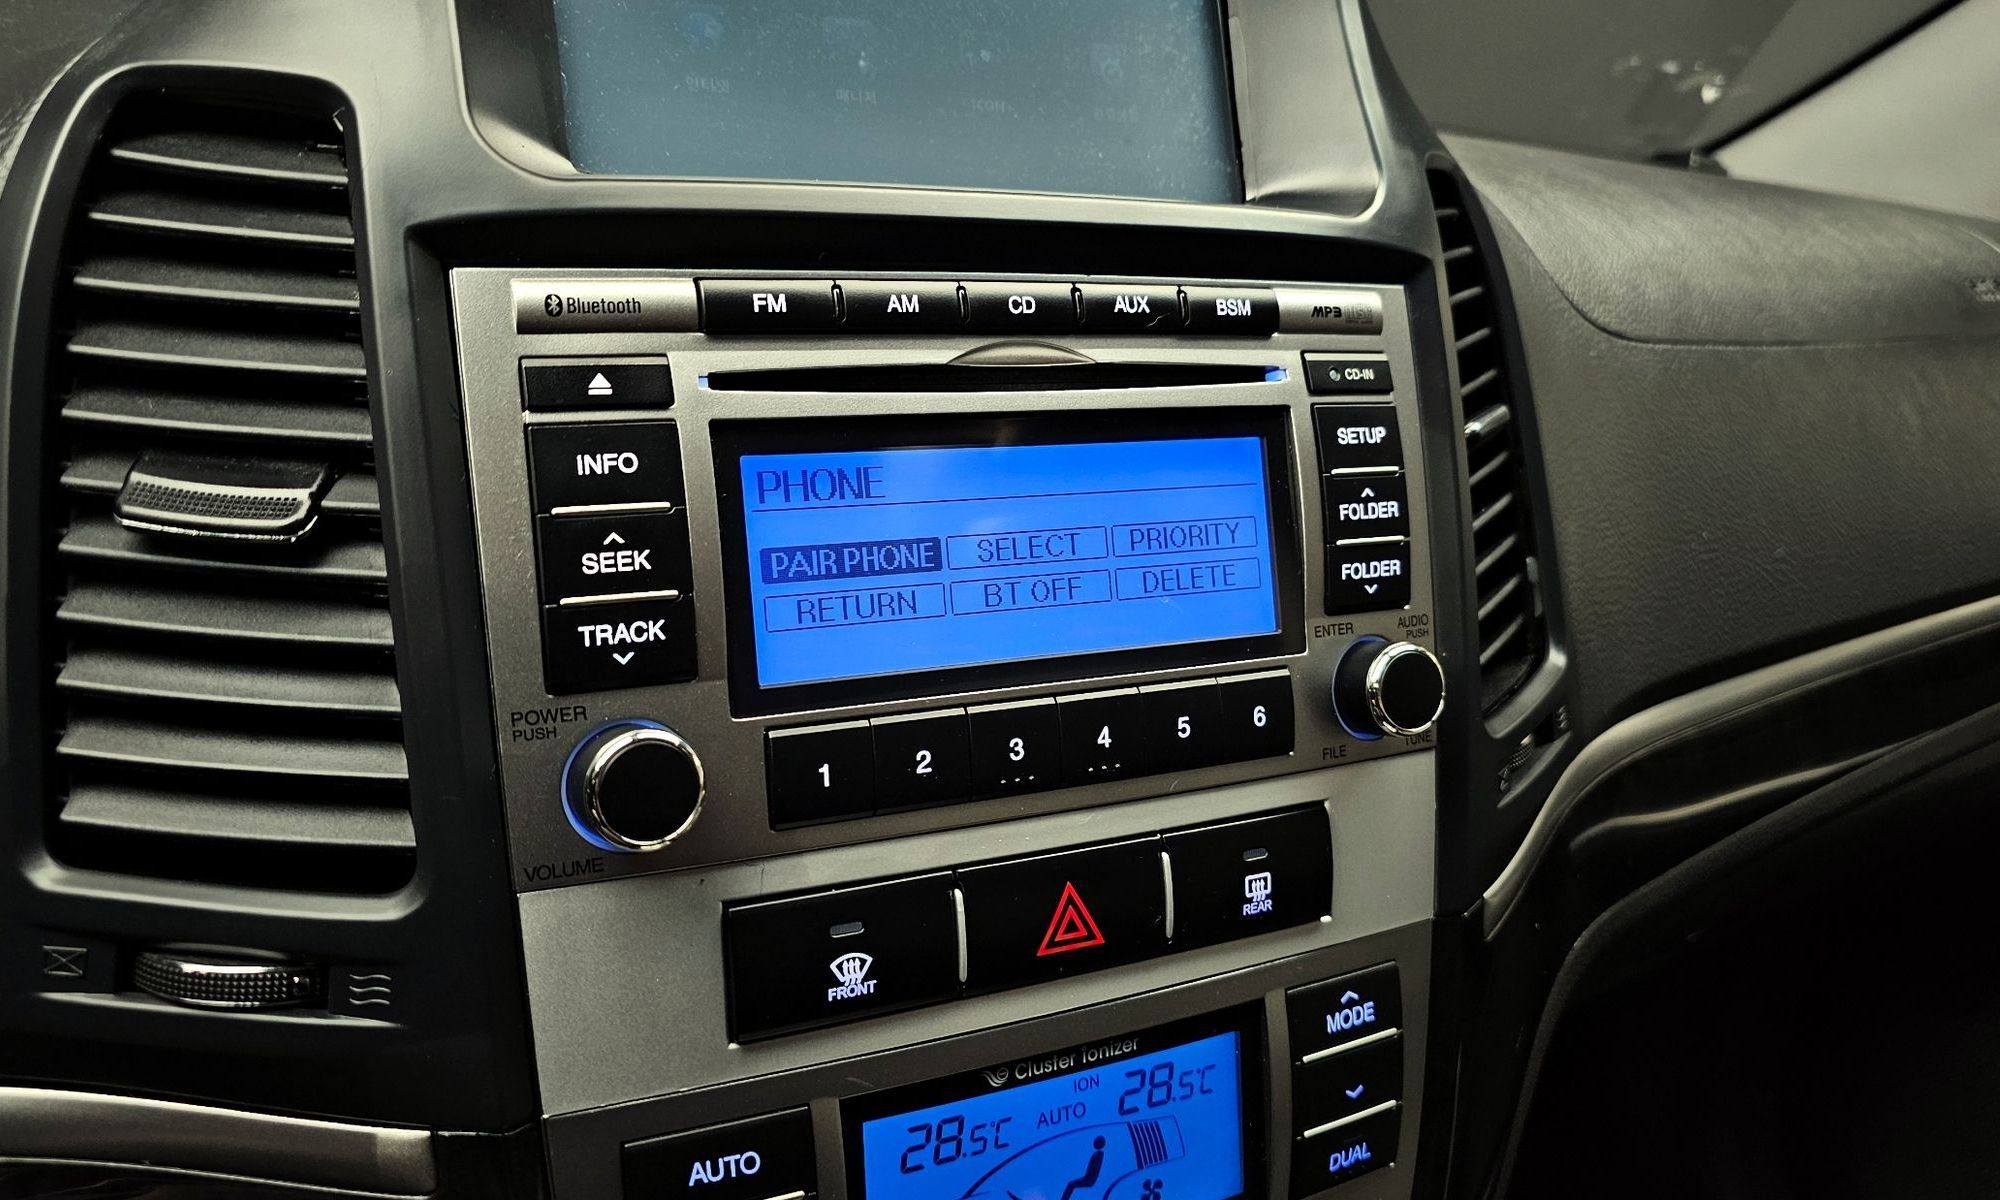 Bluetooth
FM
AM
CD
AUX
BSM
MP3
CD-IN
INFO
SEEK
TRACK
PHONE
PAIR PHONE SELECT PRIORITY
RETURN BT OFF DELETE
SETUP
FOLDER
FOLDER
POWER
PUSH
VOLUME
ENTER
AUDIO
PUSH
FILE
TUNE
1 2 3 4 5 6
FRONT
REAR
Cluster ionizer
ION
28.5℃ AUTO 28.5℃
AUTO
MODE
DUAL